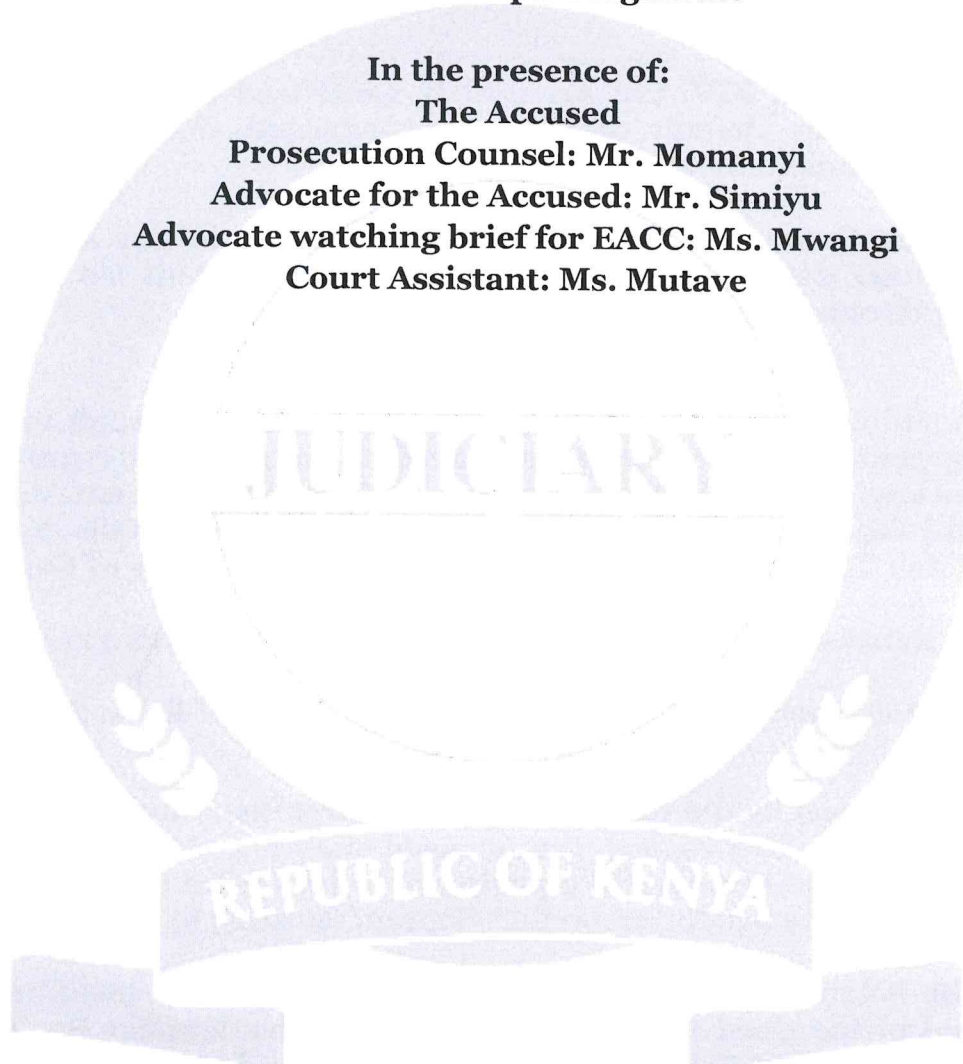 In the presence of:
The Accused
Prosecution Counsel: Mr. Momanyi
Advocate for the Accused: Mr. Simiyu
Advocate watching brief for EACC: Ms. Mwangi
Court Assistant: Ms. Mutave
JUDICIARY
REPUBLIC OF KENYA